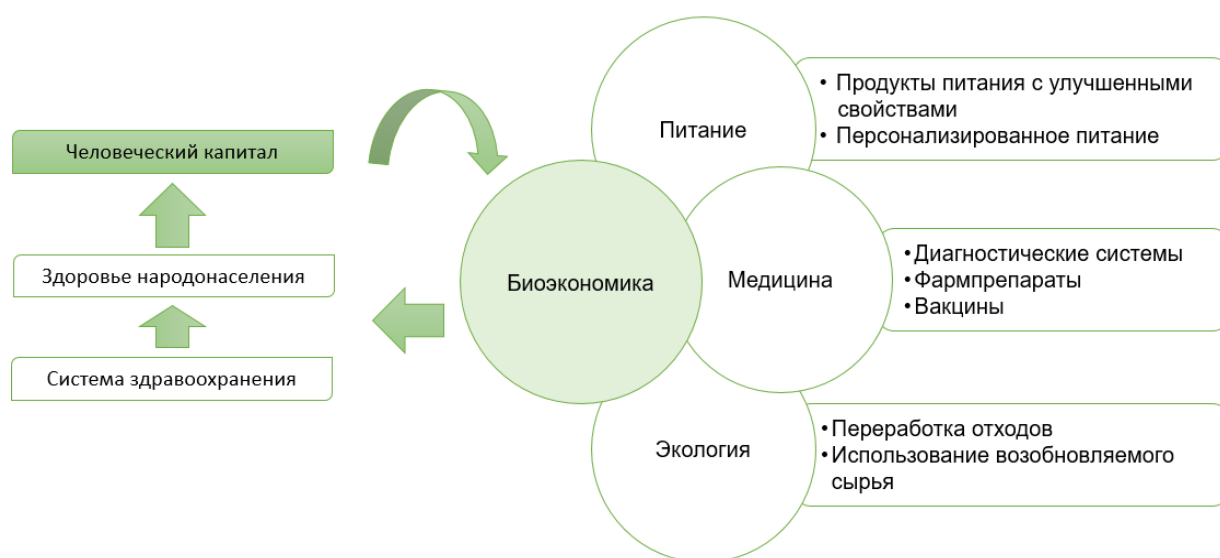 Человеческий капитал
Здоровье народонаселения
Система здравоохранения
Биоэкономика
Питание
• Продукты питания с улучшенными
свойствами
• Персонализированное питание
Медицина
• Диагностические системы
• Фармпрепараты
• Вакцины
Экология
• Переработка отходов
• Использование возобновляемого
сырья